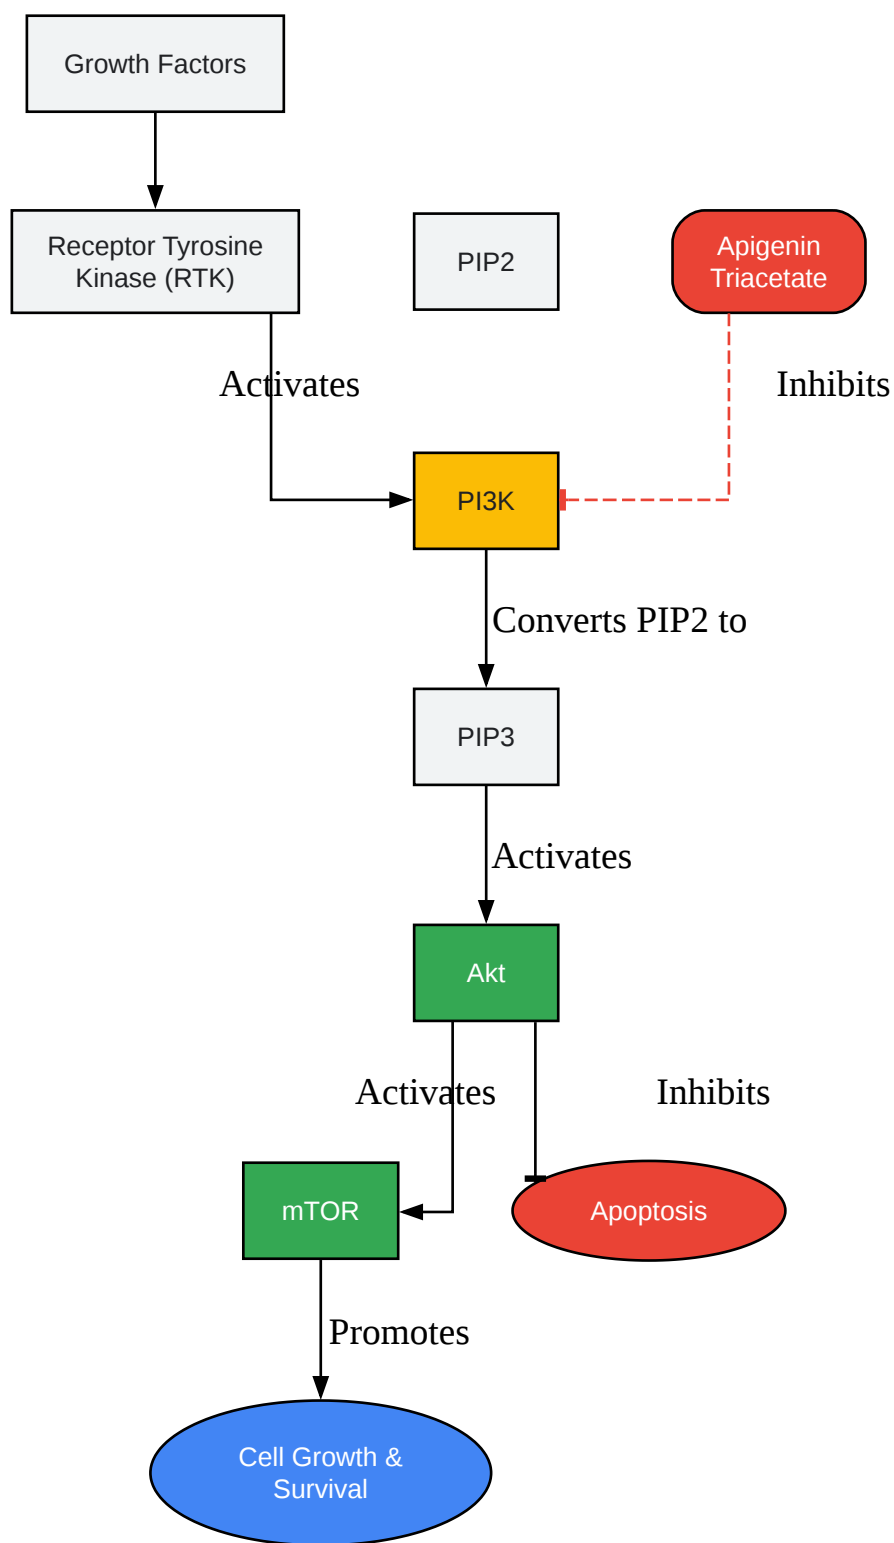 Growth Factors
Receptor Tyrosine
Kinase (RTK)
PIP2
Apigenin
Triacetate
Activates
Inhibits
PI3K
Converts PIP2 to
PIP3
Activates
Akt
Activates
Inhibits
mTOR
Apoptosis
Promotes
Cell Growth &
Survival